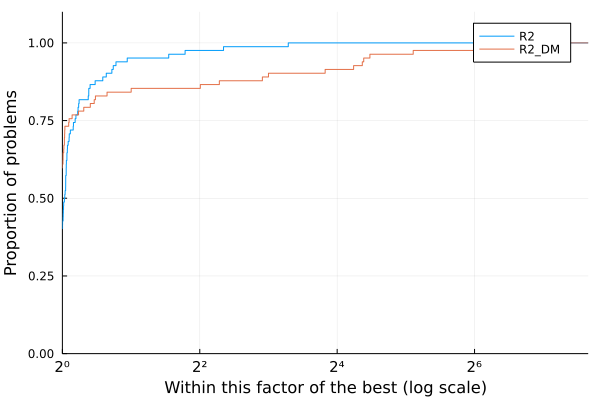 1.00
0.75
0.50
0.25
0.00
Proportion of problems
R2
R2_DM
2⁰
2²
2⁴
2⁶
Within this factor of the best (log scale)